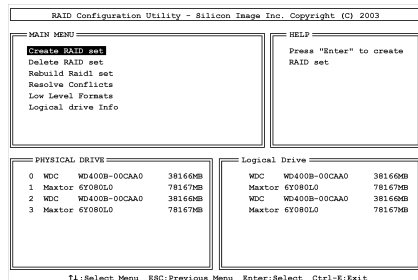 RAID Configuration Utility - Silicon Image Inc. Copyright (C) 2003
MAIN MENU
Create RAID set
Delete RAID set
Rebuild Raid1 set
Resolve Conflicts
Low Level Formats
Logical drive Info
HELP
Press "Enter" to create
RAID set
PHYSICAL DRIVE
0 WDC WD400B-00CAA0 38166MB
1 Maxtor 6Y080L0 78167MB
2 WDC WD400B-00CAA0 38166MB
3 Maxtor 6Y080L0 78167MB
Logical Drive
WDC WD400B-00CAA0 38166MB
Maxtor 6Y080L0 78167MB
WDC WD400B-00CAA0 38166MB
Maxtor 6Y080L0 78167MB
↑↓:Select Menu ESC:Previous Menu Enter:Select Ctrl-E:Exit